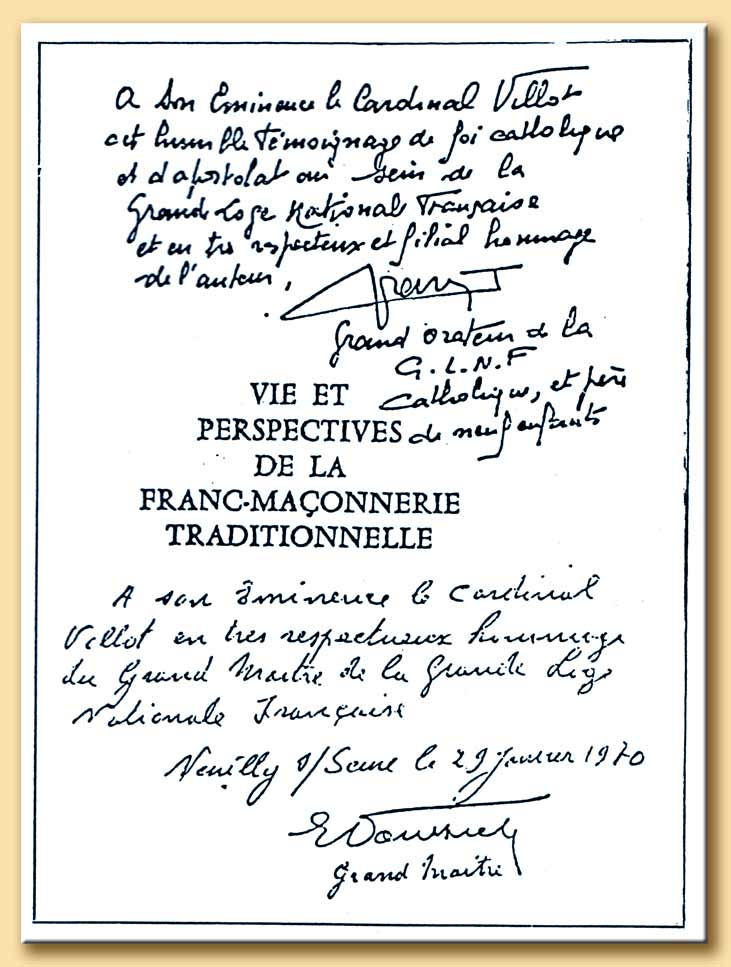 A Son Eminence le Cardinal Villot
cet humble témoignage de foi catholique
et d'apostolat au sein de la
Grande Loge Nationale Française
et en très respectueux et filial hommage
de l'auteur,
Grand Orateur de la
G.L.N.F
Catholique, et père
de neuf enfants
VIE ET
PERSPECTIVES
DE LA
FRANC-MAÇONNERIE
TRADITIONNELLE
A son Eminence le Cardinal
Villot en très respectueux hommage
du Grand Maitre de la Grande Loge
Nationale Française
Neuilly s/Seine le 29 janvier 1970
Grand Maitre